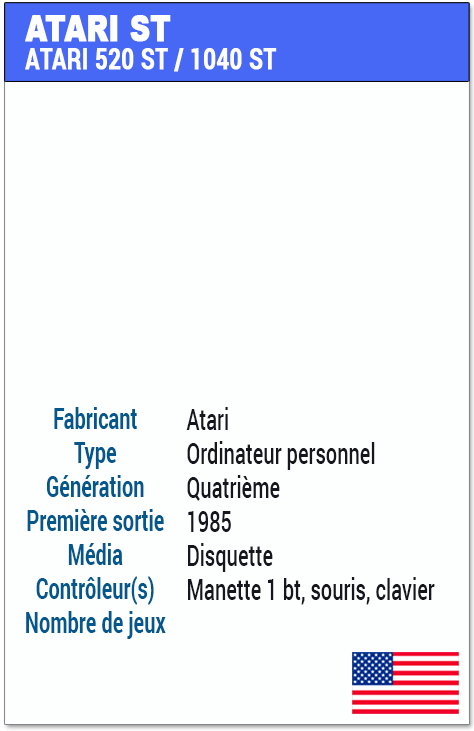 ATARI ST
ATARI 520 ST / 1040 ST
Fabricant Atari
Type Ordinateur personnel
Génération Quatrième
Première sortie 1985
Média Disquette
Contrôleur(s) Manette 1 bt, souris, clavier
Nombre de jeux